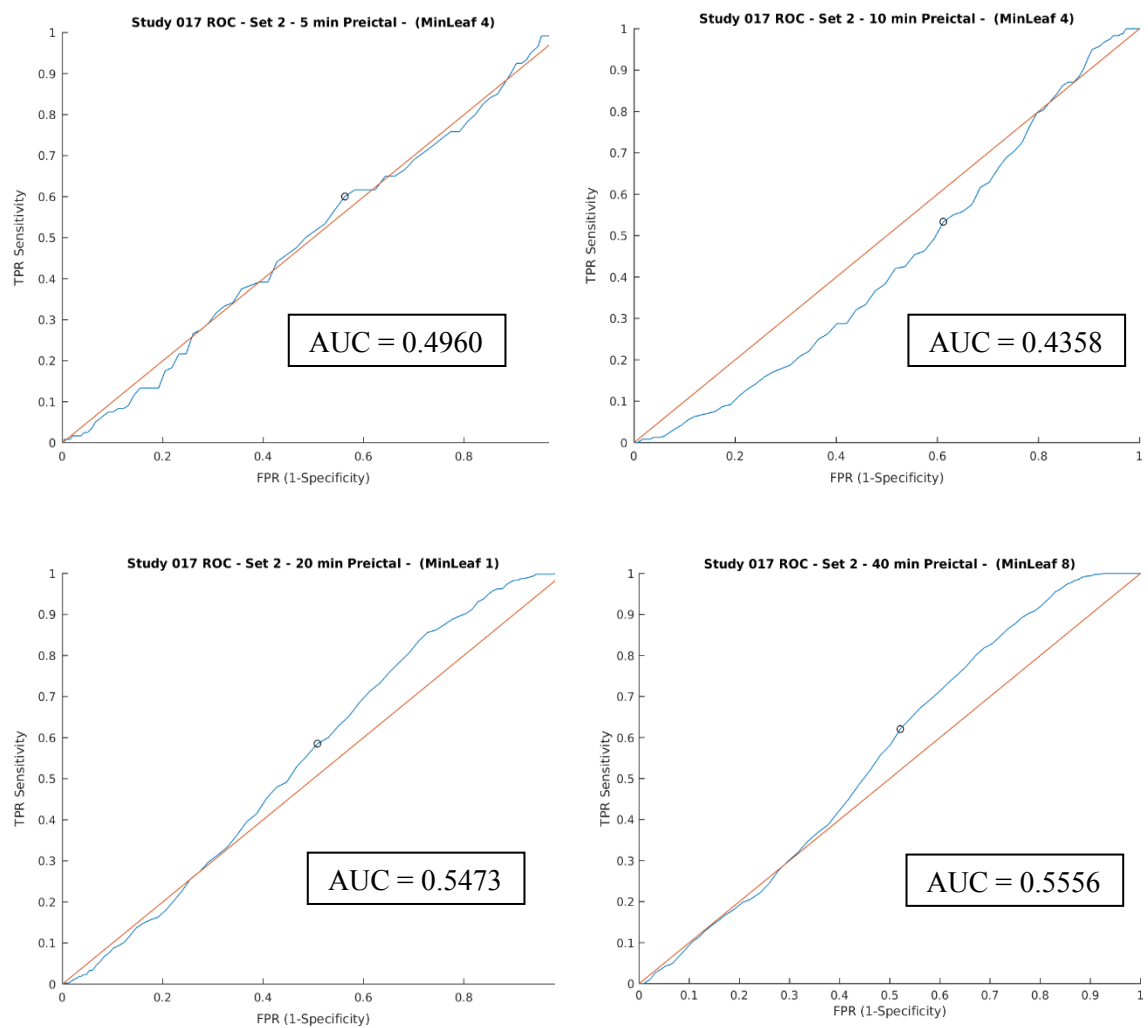 Study 017 ROC - Set 2 - 5 min Preictal -  (MinLeaf 4)
1
0.9
0.8
0.7
0.6
0.5
0.4
0.3
0.2
0.1
0
TPR Sensitivity
AUC = 0.4960
0 0.2 0.4 0.6 0.8
FPR (1-Specificity)
Study 017 ROC - Set 2 - 10 min Preictal -  (MinLeaf 4)
1
0.9
0.8
0.7
0.6
0.5
0.4
0.3
0.2
0.1
0
TPR Sensitivity
AUC = 0.4358
0 0.2 0.4 0.6 0.8 1
FPR (1-Specificity)
Study 017 ROC - Set 2 - 20 min Preictal -  (MinLeaf 1)
1
0.9
0.8
0.7
0.6
0.5
0.4
0.3
0.2
0.1
0
TPR Sensitivity
AUC = 0.5473
0 0.2 0.4 0.6 0.8
FPR (1-Specificity)
Study 017 ROC - Set 2 - 40 min Preictal -  (MinLeaf 8)
1
0.9
0.8
0.7
0.6
0.5
0.4
0.3
0.2
0.1
0
TPR Sensitivity
AUC = 0.5556
0 0.1 0.2 0.3 0.4 0.5 0.6 0.7 0.8 0.9 1
FPR (1-Specificity)